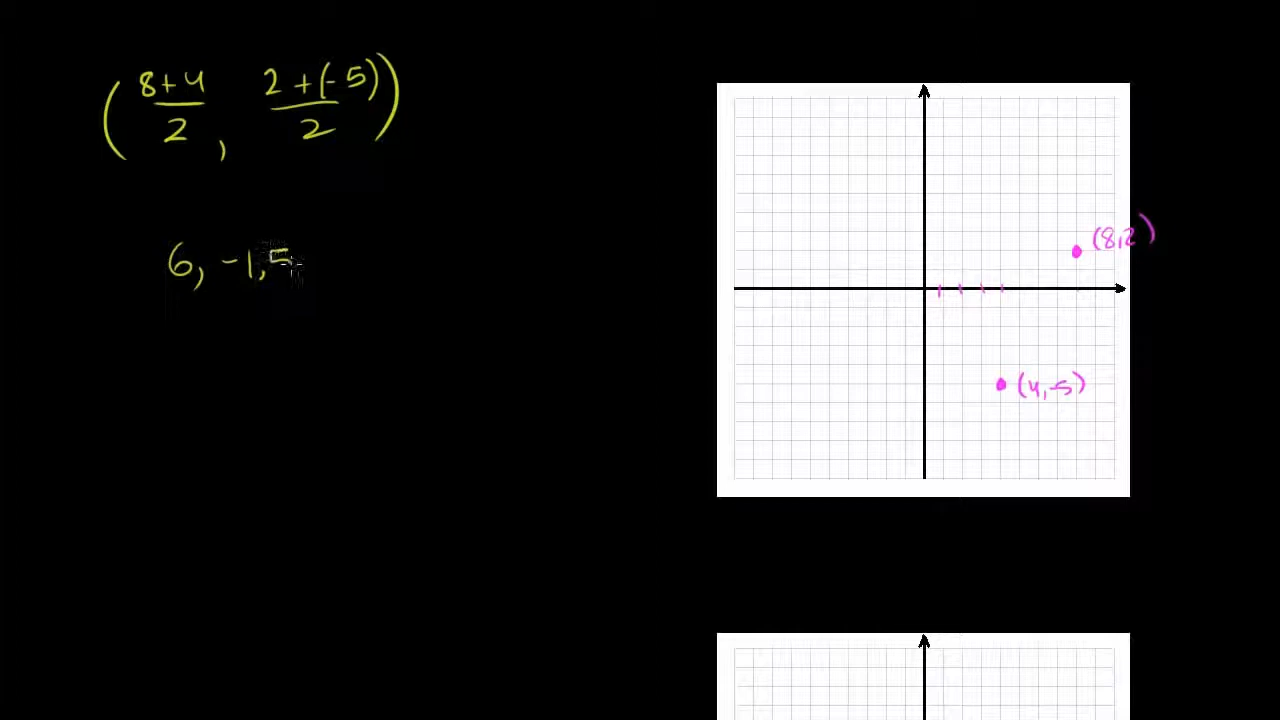 (8+4/2, 2+(-5)/2)
6, -1,5
(8,2)
(4,-5)